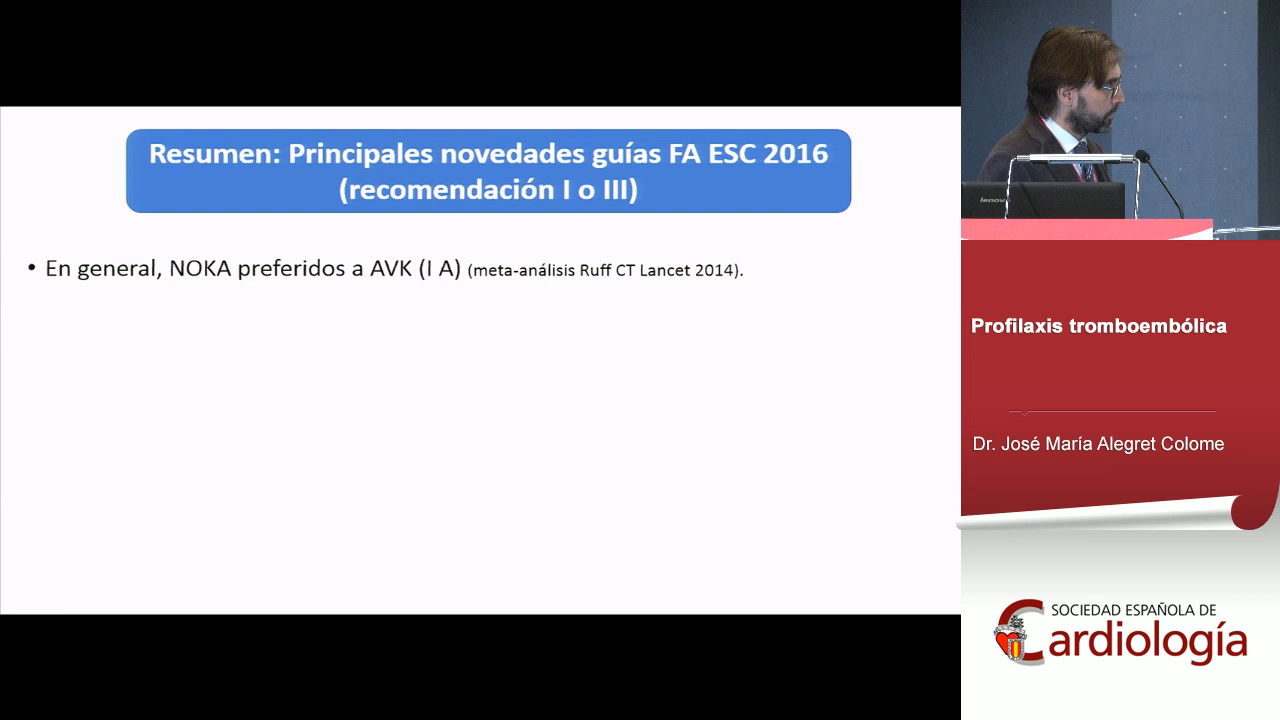 Resumen: Principales novedades guías FA ESC 2016
(recomendación I o III)
• En general, NOKA preferidos a AVK (I A) (meta-análisis Ruff CT Lancet 2014).
lenovo
Profilaxis tromboembólica
Dr. José María Alegret Colome
SOCIEDAD ESPAÑOLA DE
Cardiología